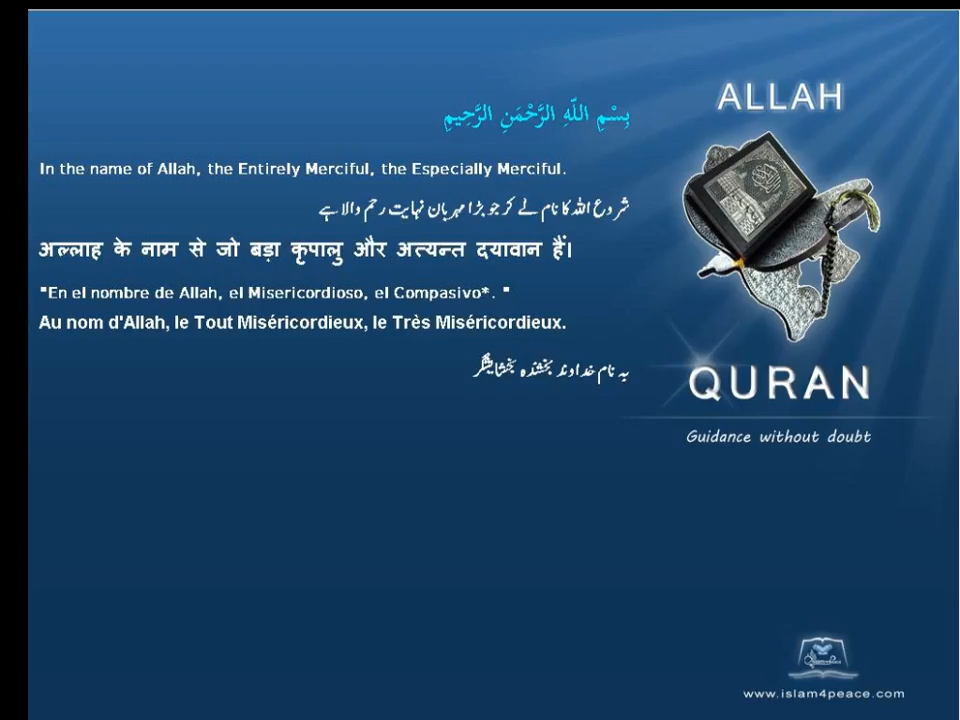 بِسْمِ اللَّهِ الرَّحْمَنِ الرَّحِيمِ
In the name of Allah, the Entirely Merciful, the Especially Merciful.
شروع الله کا نام لے کر جو بڑا مہربان نہایت رحم والا ہے
अल्लाह के नाम से जो बड़ा कृपालु और अत्यन्त दयावान हैं।
"En el nombre de Allah, el Misericordioso, el Compasivo*. "
Au nom d'Allah, le Tout Miséricordieux, le Très Miséricordieux.
به نام خداوند بخشنده بخشایشگر
ALLAH
QURAN
Guidance without doubt
www.islam4peace.com